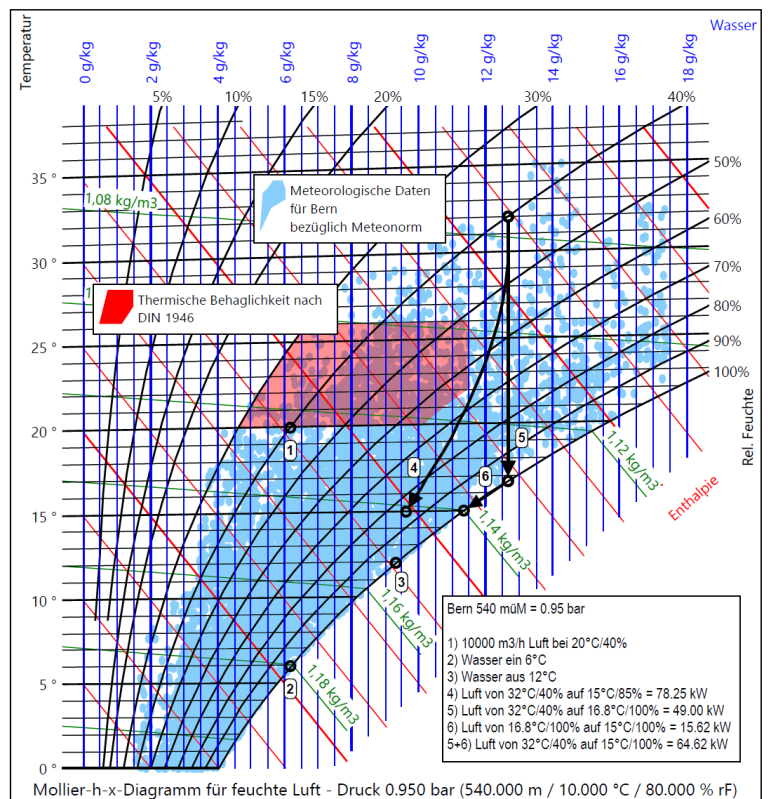 Temperatur
0 g/kg
2 g/kg
4 g/kg
6 g/kg
8 g/kg
10 g/kg
12 g/kg
14 g/kg
16 g/kg
18 g/kg
Wasser
5%
10%
15%
20%
30%
40%
50%
60%
70%
80%
90%
100%
Rel. Feuchte
35 °
30 °
25 °
20 °
15 °
10 °
5 °
0 °
1,08 kg/m3
Meteorologische Daten
für Bern
bezüglich Meteonorm
Thermische Behaglichkeit nach
DIN 1946
1
2
3
4
5
6
1,12 kg/m3
1,14 kg/m3
1,16 kg/m3
1,18 kg/m3
Enthalpie
Bern 540 müM = 0.95 bar
1) 10000 m3/h Luft bei 20°C/40%
2) Wasser ein 6°C
3) Wasser aus 12°C
4) Luft von 32°C/40% auf 15°C/85% = 78.25 kW
5) Luft von 32°C/40% auf 16.8°C/100% = 49.00 kW
6) Luft von 16.8°C/100% auf 15°C/100% = 15.62 kW
5+6) Luft von 32°C/40% auf 15°C/100% = 64.62 kW
Mollier-h-x-Diagramm für feuchte Luft - Druck 0.950 bar (540.000 m / 10.000 °C / 80.000 % rF)